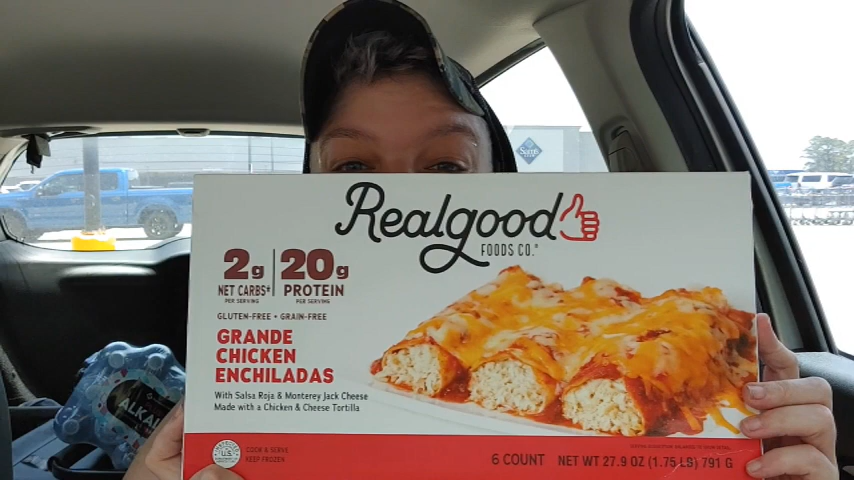 Sam's
Realgood
FOODS CO.®
2g
NET CARBS*
PER SERVING
20g
PROTEIN
PER SERVING
GLUTEN-FREE • GRAIN-FREE
GRANDE
CHICKEN
ENCHILADAS
With Salsa Roja & Monterey Jack Cheese
Made with a Chicken & Cheese Tortilla
ALKA
U.S.
COOK & SERVE
KEEP FROZEN
6 COUNT NET WT 27.9 OZ (1.75 LB) 791 G